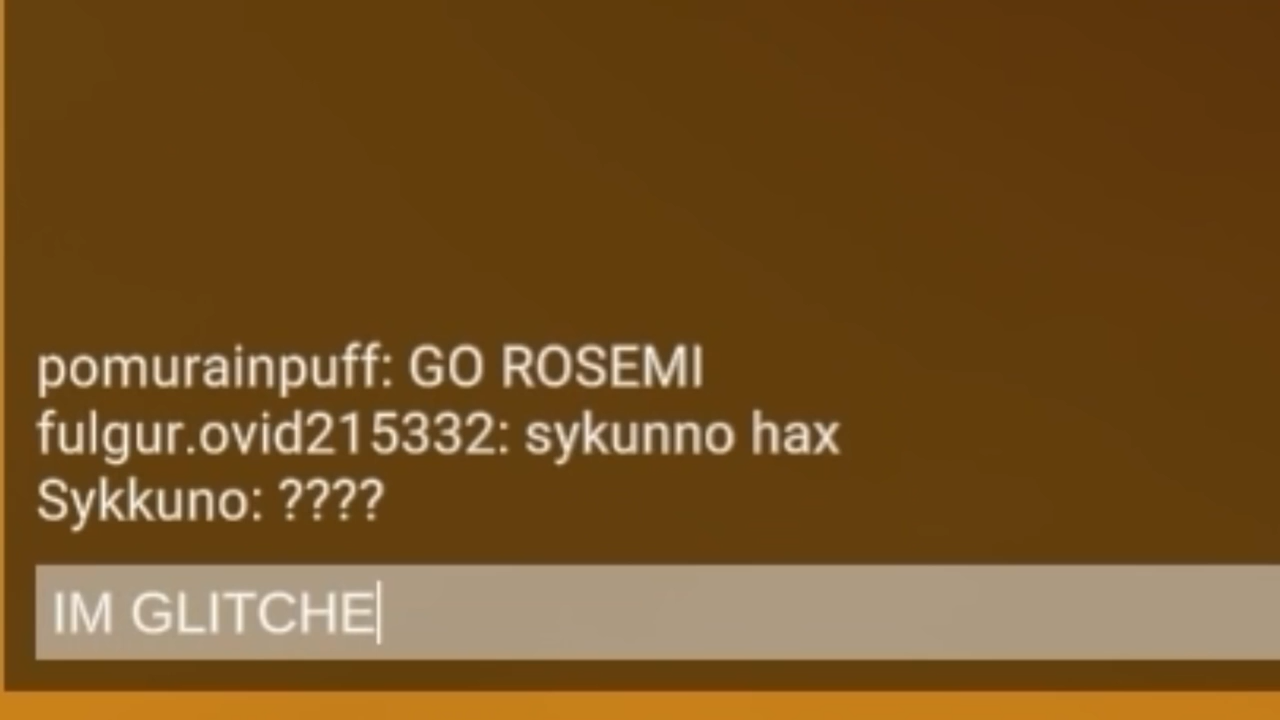 pomurainpuff: GO ROSEMI
fulgur.ovid215332: sykunno hax
Sykkuno: ????
IM GLITCHE